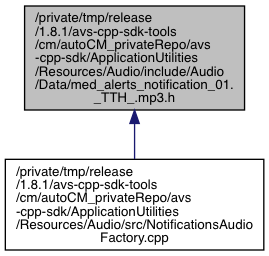 /private/tmp/release
/1.8.1/avs-cpp-sdk-tools
/cm/autoCM_privateRepo/avs
-cpp-sdk/ApplicationUtilities
/Resources/Audio/include/Audio
/Data/med_alerts_notification_01.
_TTH_.mp3.h
/private/tmp/release
/1.8.1/avs-cpp-sdk-tools
/cm/autoCM_privateRepo/avs
-cpp-sdk/ApplicationUtilities
/Resources/Audio/src/NotificationsAudio
Factory.cpp